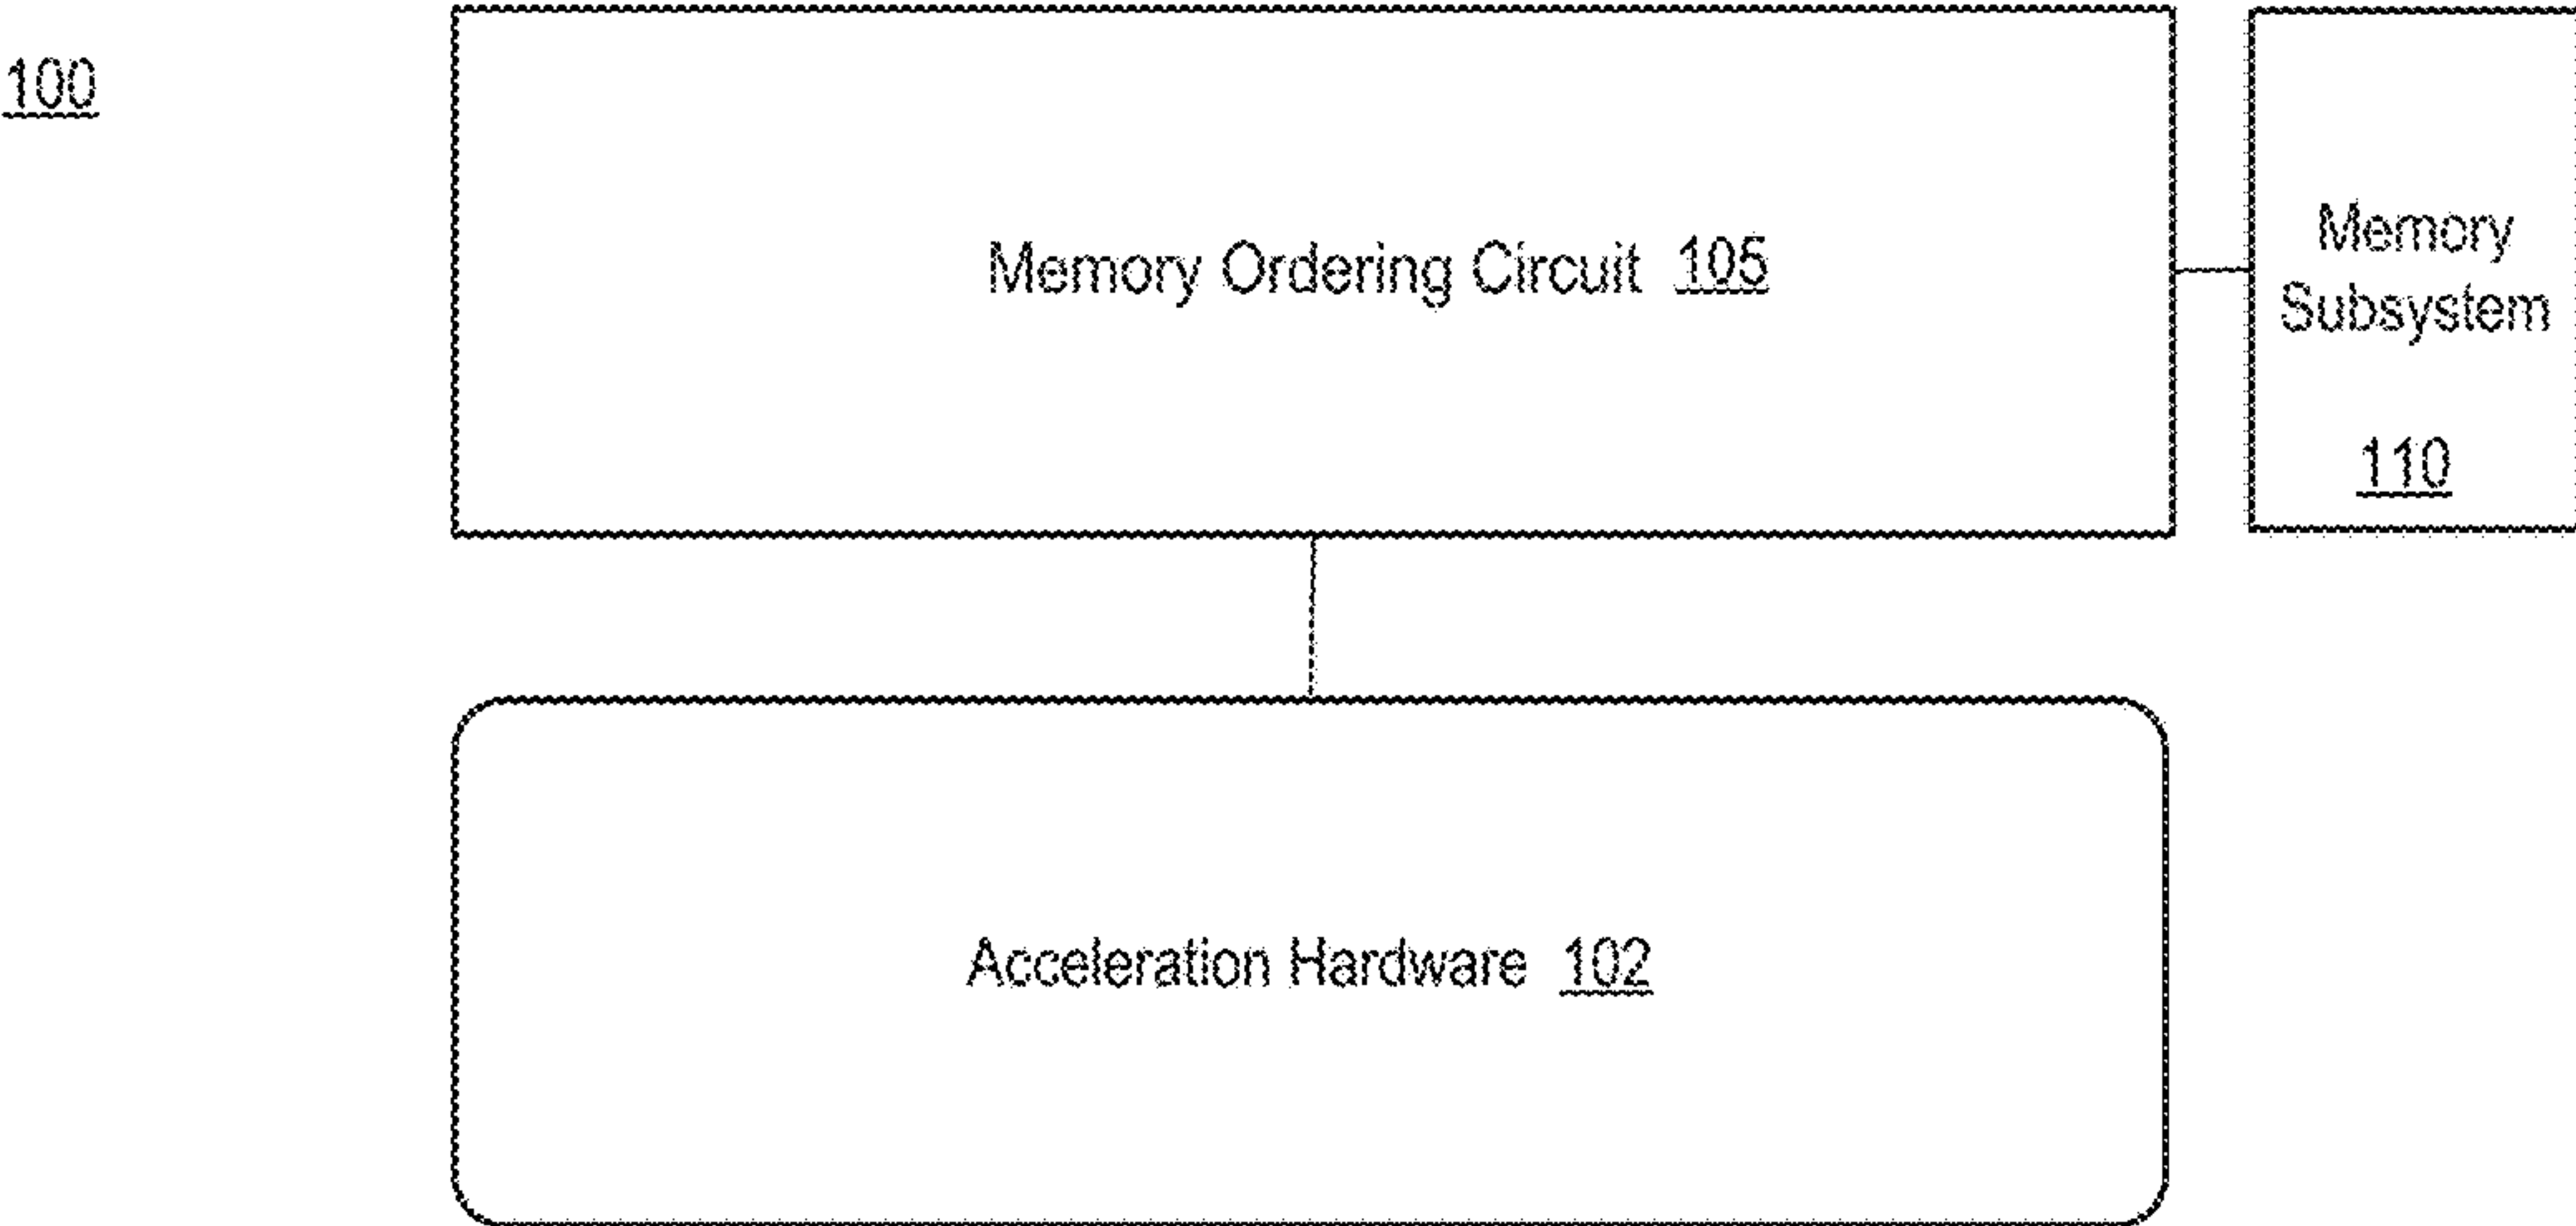 100
Memory Ordering Circuit 105
Memory
Subsystem
110
Acceleration Hardware 102